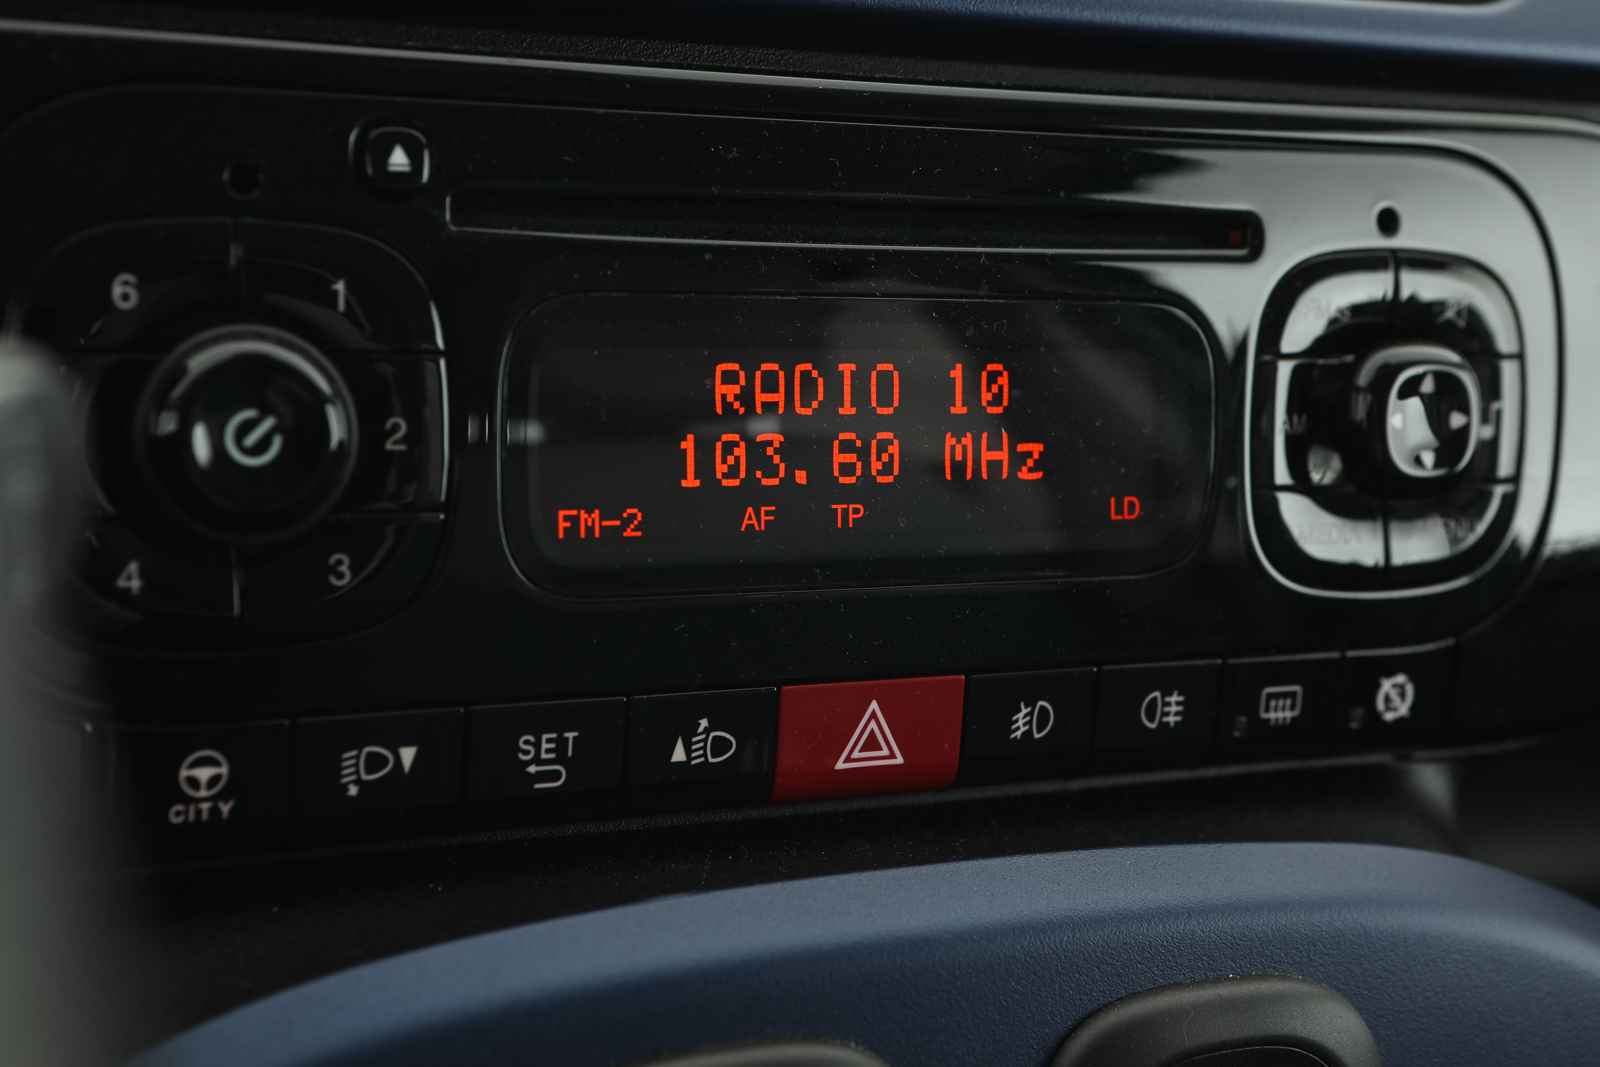 6 1
RADIO 10
2
103.60 MHz
FM-2 AF TP LD
4 3
SET
CITY